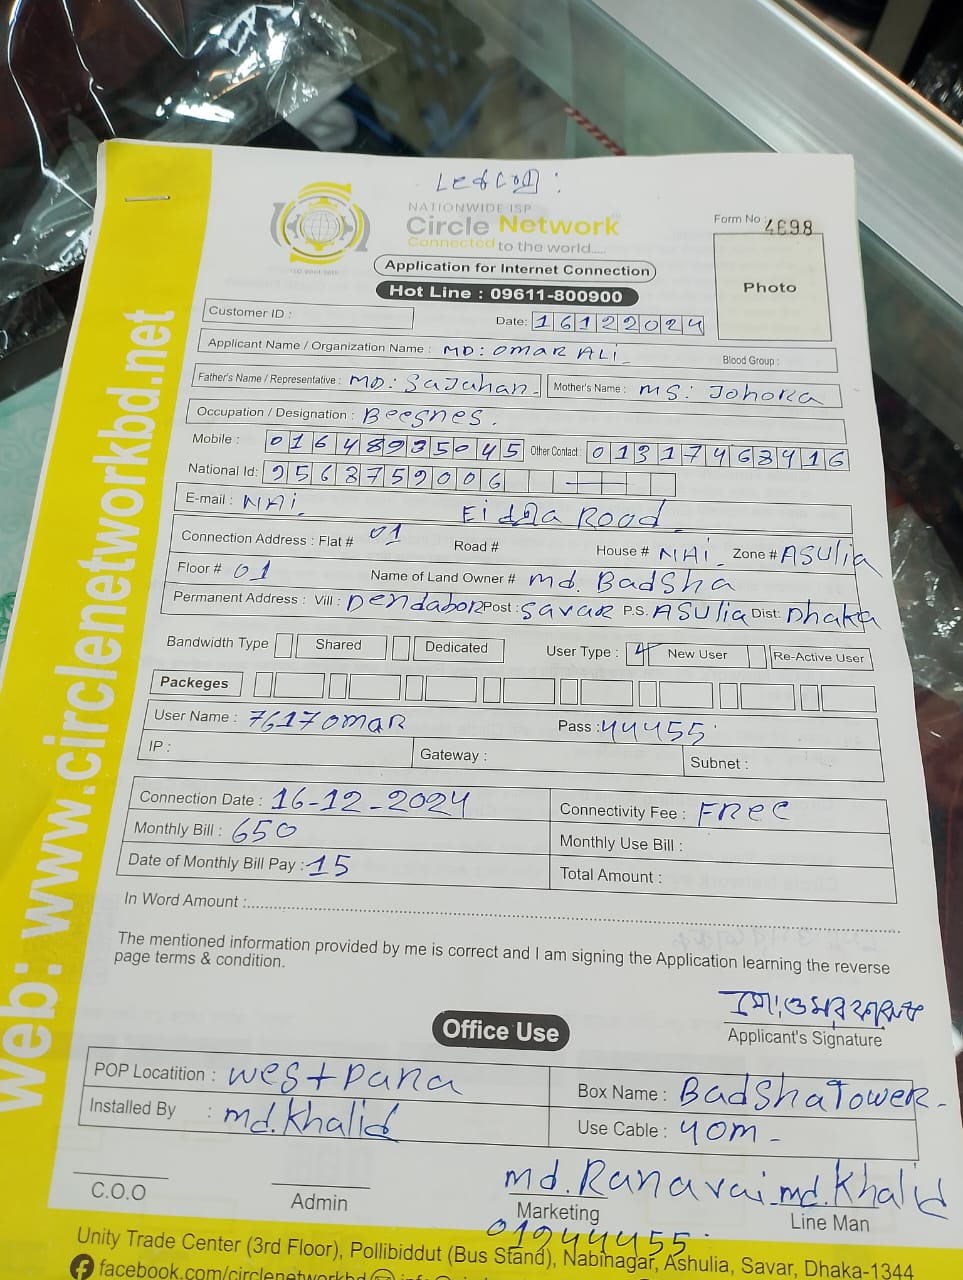 NATIONWIDE ISP
Circle Network
Connected to the world.....
Form No : 4698
Application for Internet Connection
Hot Line : 09611-800900
Photo
Customer ID :
Date: 16122024
Applicant Name / Organization Name : MD: OMAR ALi
Blood Group :
Father's Name / Representative : MD: SaJahan
Mother's Name : MS: Johora
Occupation / Designation : Beesnes.
Mobile : 01648935045 Other Contact : 01317468916
National Id: 9568759006
E-mail : NAi
Road
Connection Address : Flat # 01 Road # House # NAi Zone # ASULia
Floor # 01 Name of Land Owner # md. Badsha
Permanent Address : Vill : Dendabor Post : Savar P.S. ASULia Dist: Dhaka
Bandwidth Type Shared Dedicated User Type : New User Re-Active User
Packeges
User Name : 7617omar Pass : 44455
IP : Gateway : Subnet :
Connection Date : 16-12-2024 Connectivity Fee : FREE
Monthly Bill : 650 Monthly Use Bill :
Date of Monthly Bill Pay : 15 Total Amount :
In Word Amount :
The mentioned information provided by me is correct and I am signing the Application learning the reverse
page terms & condition.
Applicant's Signature
Office Use
POP Locatition : westpara Box Name : BadshaTower
Installed By : md.Khalid Use Cable : 40m
md.Rana vai md.Khalid
C.O.O Admin Marketing Line Man
01944455
Unity Trade Center (3rd Floor), Pollibiddut (Bus Stand), Nabinagar, Ashulia, Savar, Dhaka-1344
facebook.com/circlenetworkbd
web: www.circlenetworkbd.net